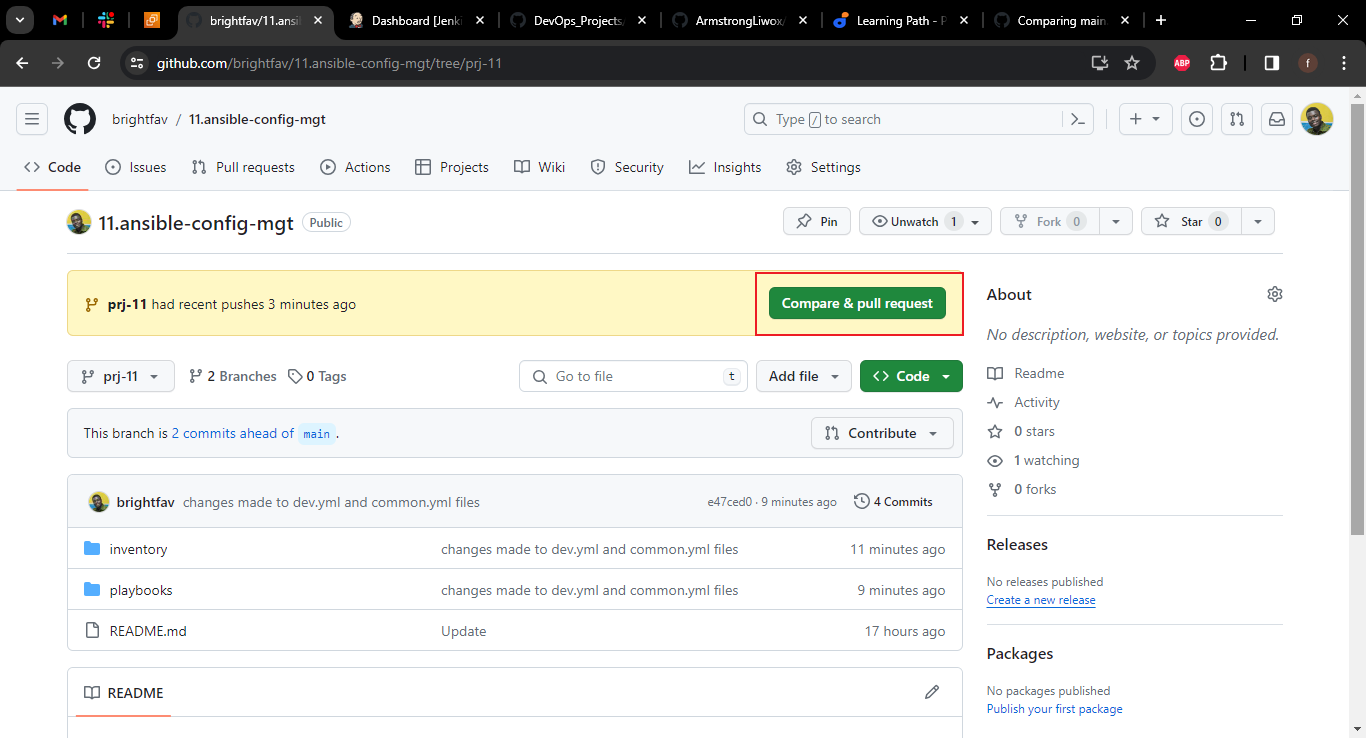 brightfav/11.ansi
Dashboard [Jenki
DevOps_Projects/
ArmstrongLiwox/
Learning Path - P
Comparing main.
github.com/brightfav/11.ansible-config-mgt/tree/prj-11
ABP
f
brightfav / 11.ansible-config-mgt
Type / to search
Code
Issues
Pull requests
Actions
Projects
Wiki
Security
Insights
Settings
11.ansible-config-mgt Public
Pin
Unwatch 1
Fork 0
Star 0
prj-11 had recent pushes 3 minutes ago
Compare & pull request
prj-11
2 Branches
0 Tags
Go to file t
Add file
Code
This branch is 2 commits ahead of main .
Contribute
brightfav changes made to dev.yml and common.yml files e47ced0 · 9 minutes ago 4 Commits
inventory changes made to dev.yml and common.yml files 11 minutes ago
playbooks changes made to dev.yml and common.yml files 9 minutes ago
README.md Update 17 hours ago
README
About
No description, website, or topics provided.
Readme
Activity
0 stars
1 watching
0 forks
Releases
No releases published
Create a new release
Packages
No packages published
Publish your first package